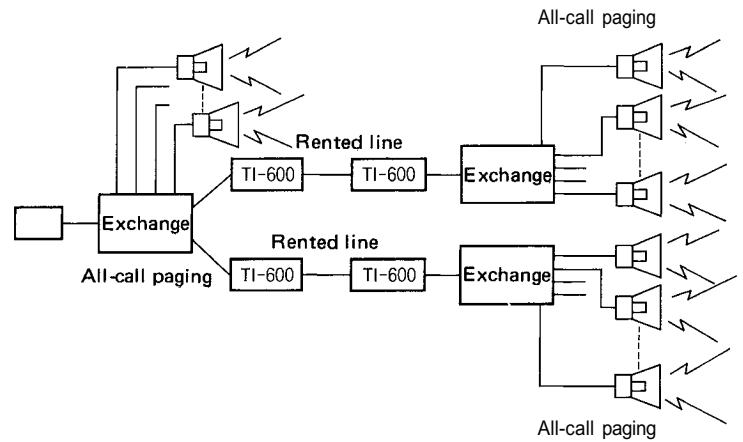 All-call paging
Rented line
TI-600
TI-600
Exchange
Exchange
Rented line
All-call paging
TI-600
TI-600
Exchange
All-call paging